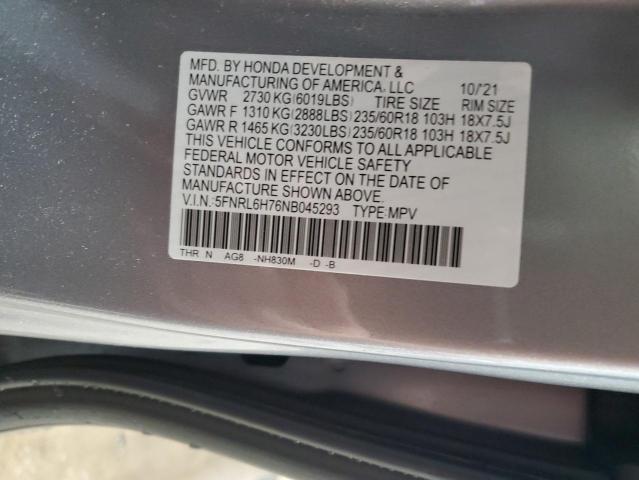 MFD. BY HONDA DEVELOPMENT &
MANUFACTURING OF AMERICA, LLC 10/'21
GVWR 2730 KG(6019LBS) TIRE SIZE RIM SIZE
GAWR F 1310 KG(2888LBS)235/60R18 103H 18X7.5J
GAWR R 1465 KG(3230LBS)235/60R18 103H 18X7.5J
THIS VEHICLE CONFORMS TO ALL APPLICABLE
FEDERAL MOTOR VEHICLE SAFETY
STANDARDS IN EFFECT ON THE DATE OF
MANUFACTURE SHOWN ABOVE.
V.I.N.:5FNRL6H76NB045293 TYPE:MPV
THR N AG8 -NH830M -D -B